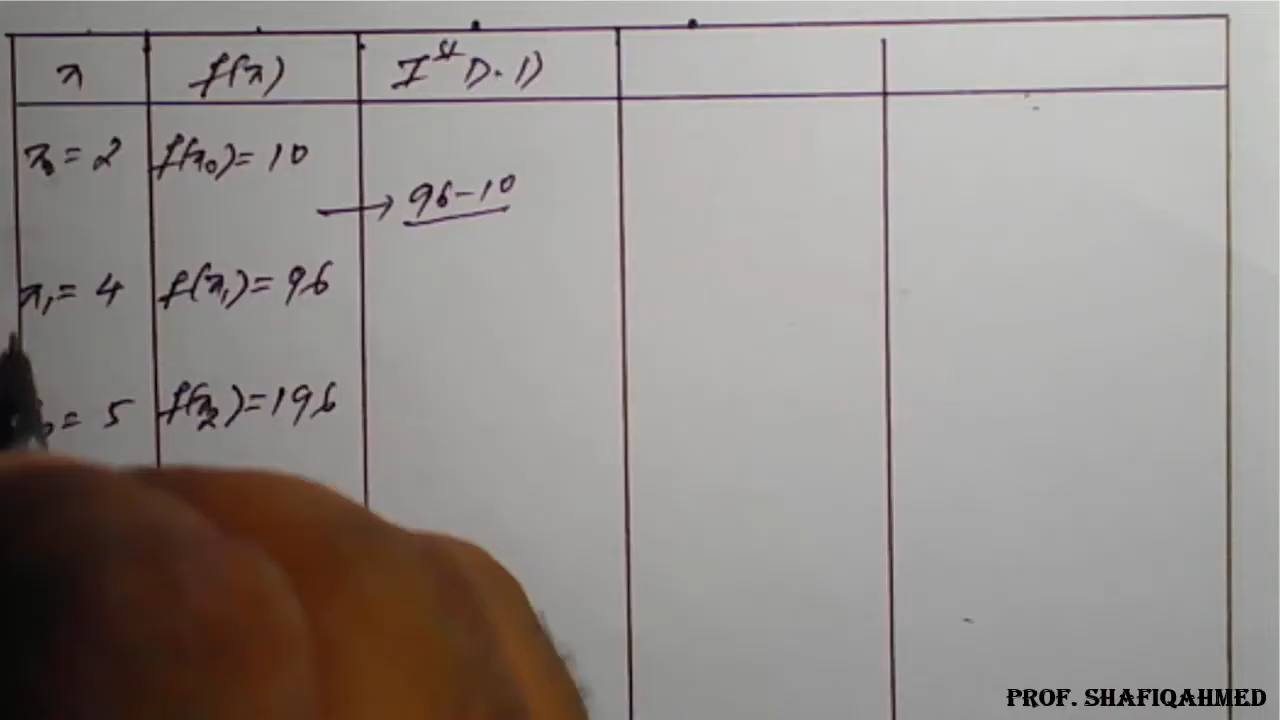 x f(x) Ist D.D
x0 = 2 f(x0) = 10
96-10
x1 = 4 f(x1) = 96
= 5 f(x2) = 196
PROF. SHAFIQAHMED